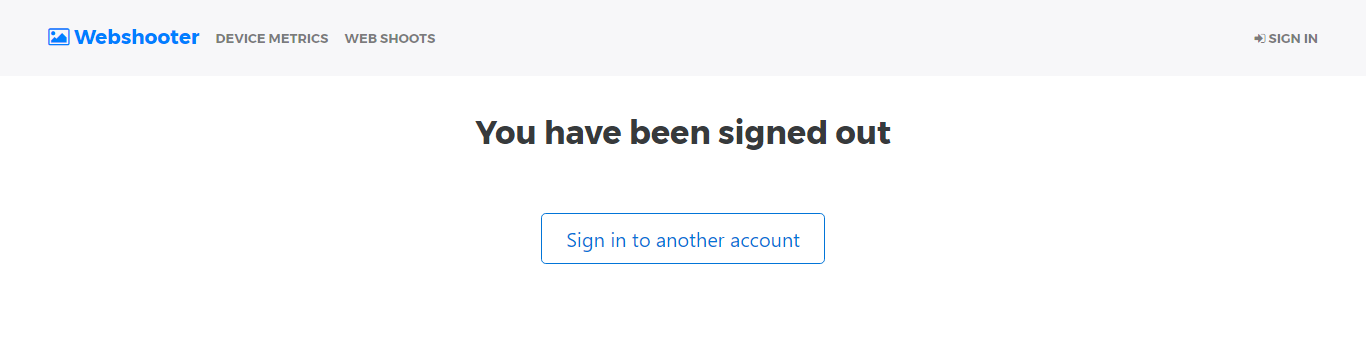 Webshooter DEVICE METRICS WEB SHOOTS SIGN IN
You have been signed out
Sign in to another account